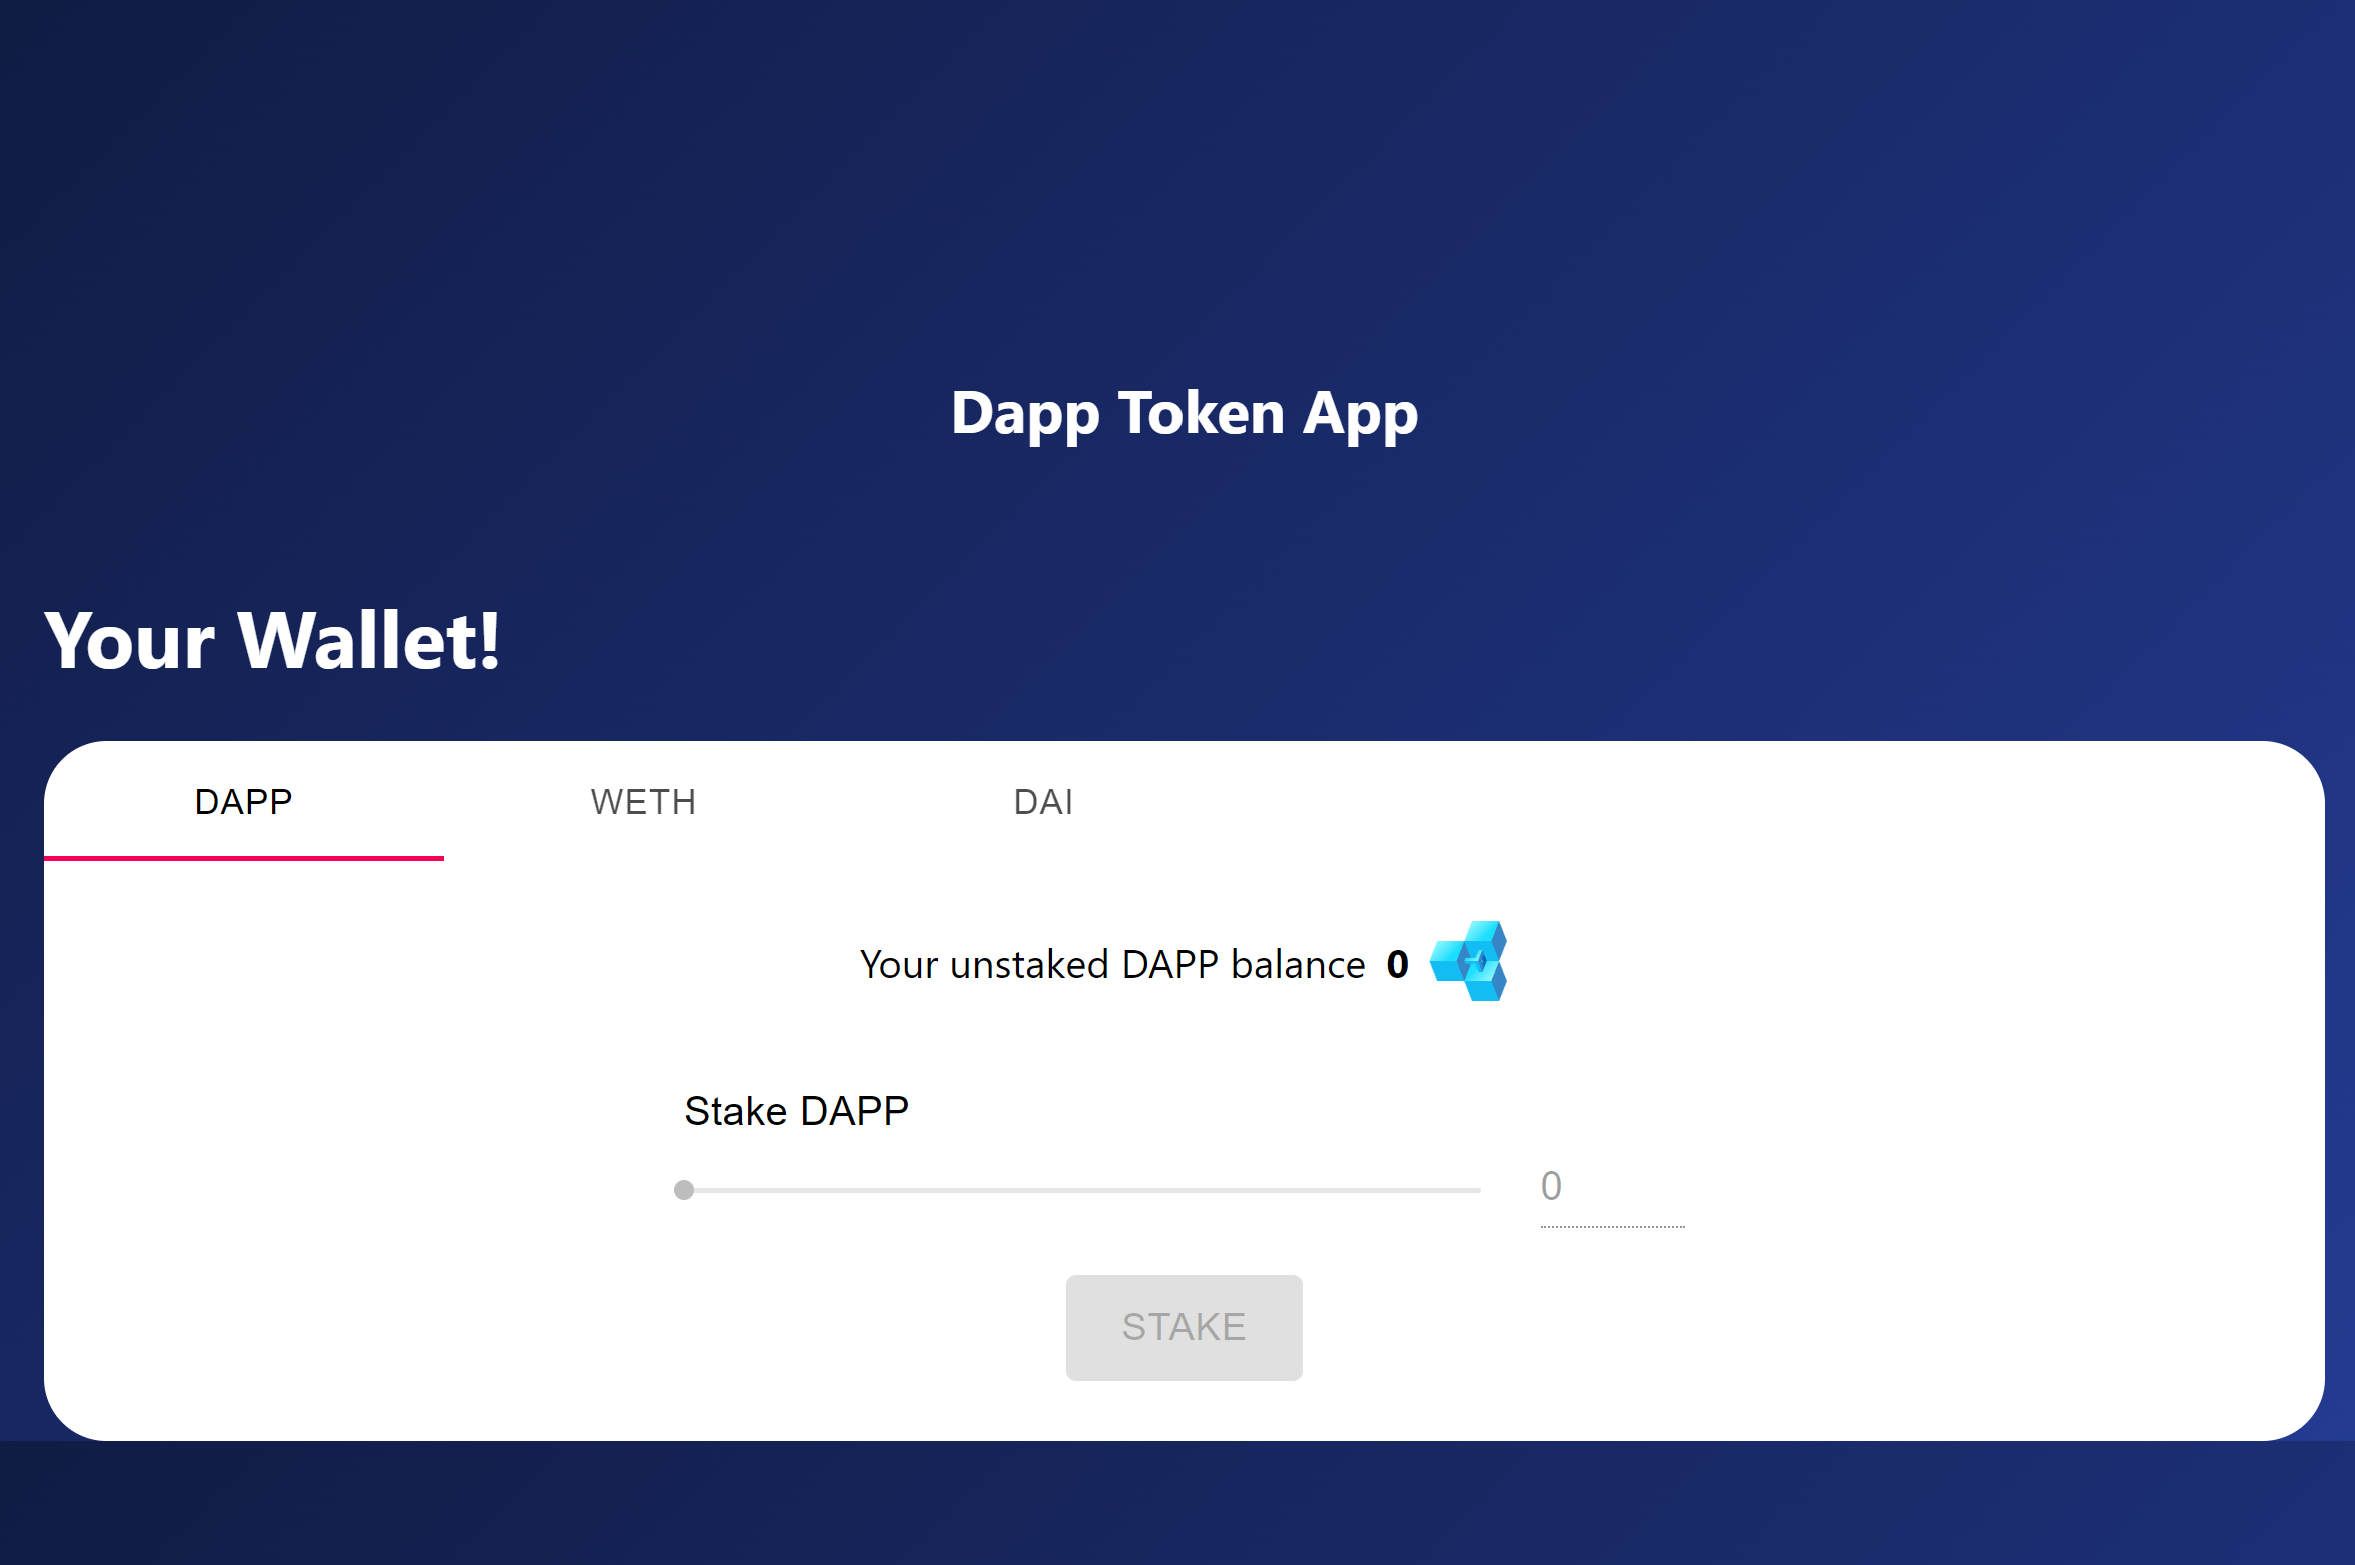 Dapp Token App
Your Wallet!
DAPP WETH DAI
Your unstaked DAPP balance 0
Stake DAPP
0
STAKE